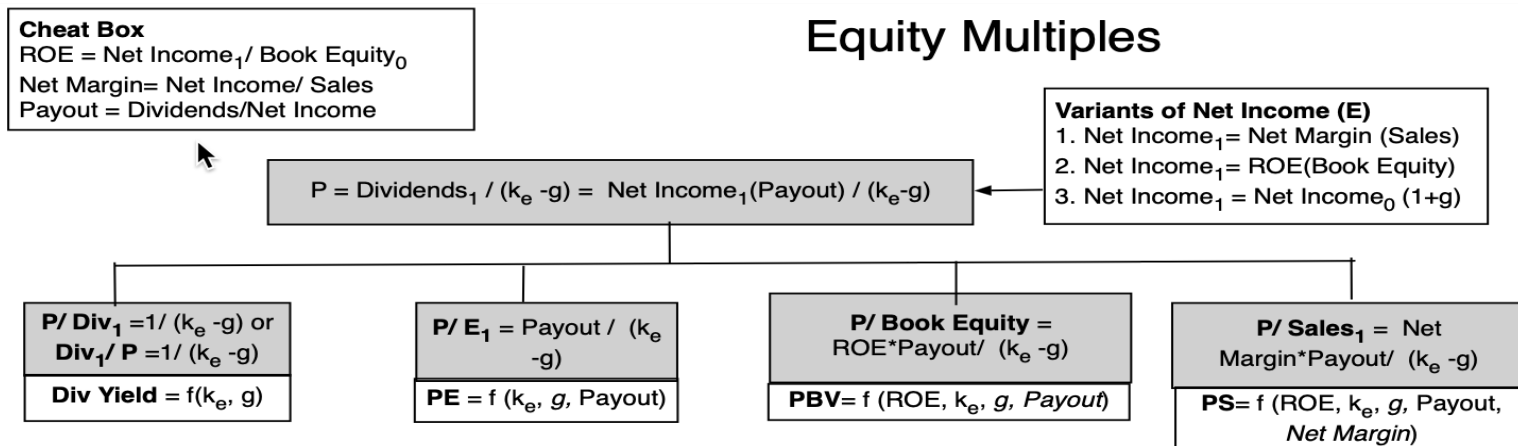 Cheat Box
ROE = Net Income₁/ Book Equity₀
Net Margin= Net Income/ Sales
Payout = Dividends/Net Income
Equity Multiples
Variants of Net Income (E)
1. Net Income₁= Net Margin (Sales)
2. Net Income₁= ROE(Book Equity)
3. Net Income₁ = Net Income₀ (1+g)
P = Dividends₁ / (kₑ -g) = Net Income₁(Payout) / (kₑ-g)
P/ Div₁ =1/ (kₑ -g) or
Div₁/ P =1/ (kₑ -g)
Div Yield = f(kₑ, g)
P/ E₁ = Payout / (kₑ
-g)
PE = f (kₑ, g, Payout)
P/ Book Equity =
ROE*Payout/ (kₑ -g)
PBV= f (ROE, kₑ, g, Payout)
P/ Sales₁ = Net
Margin*Payout/ (kₑ -g)
PS= f (ROE, kₑ, g, Payout,
Net Margin)